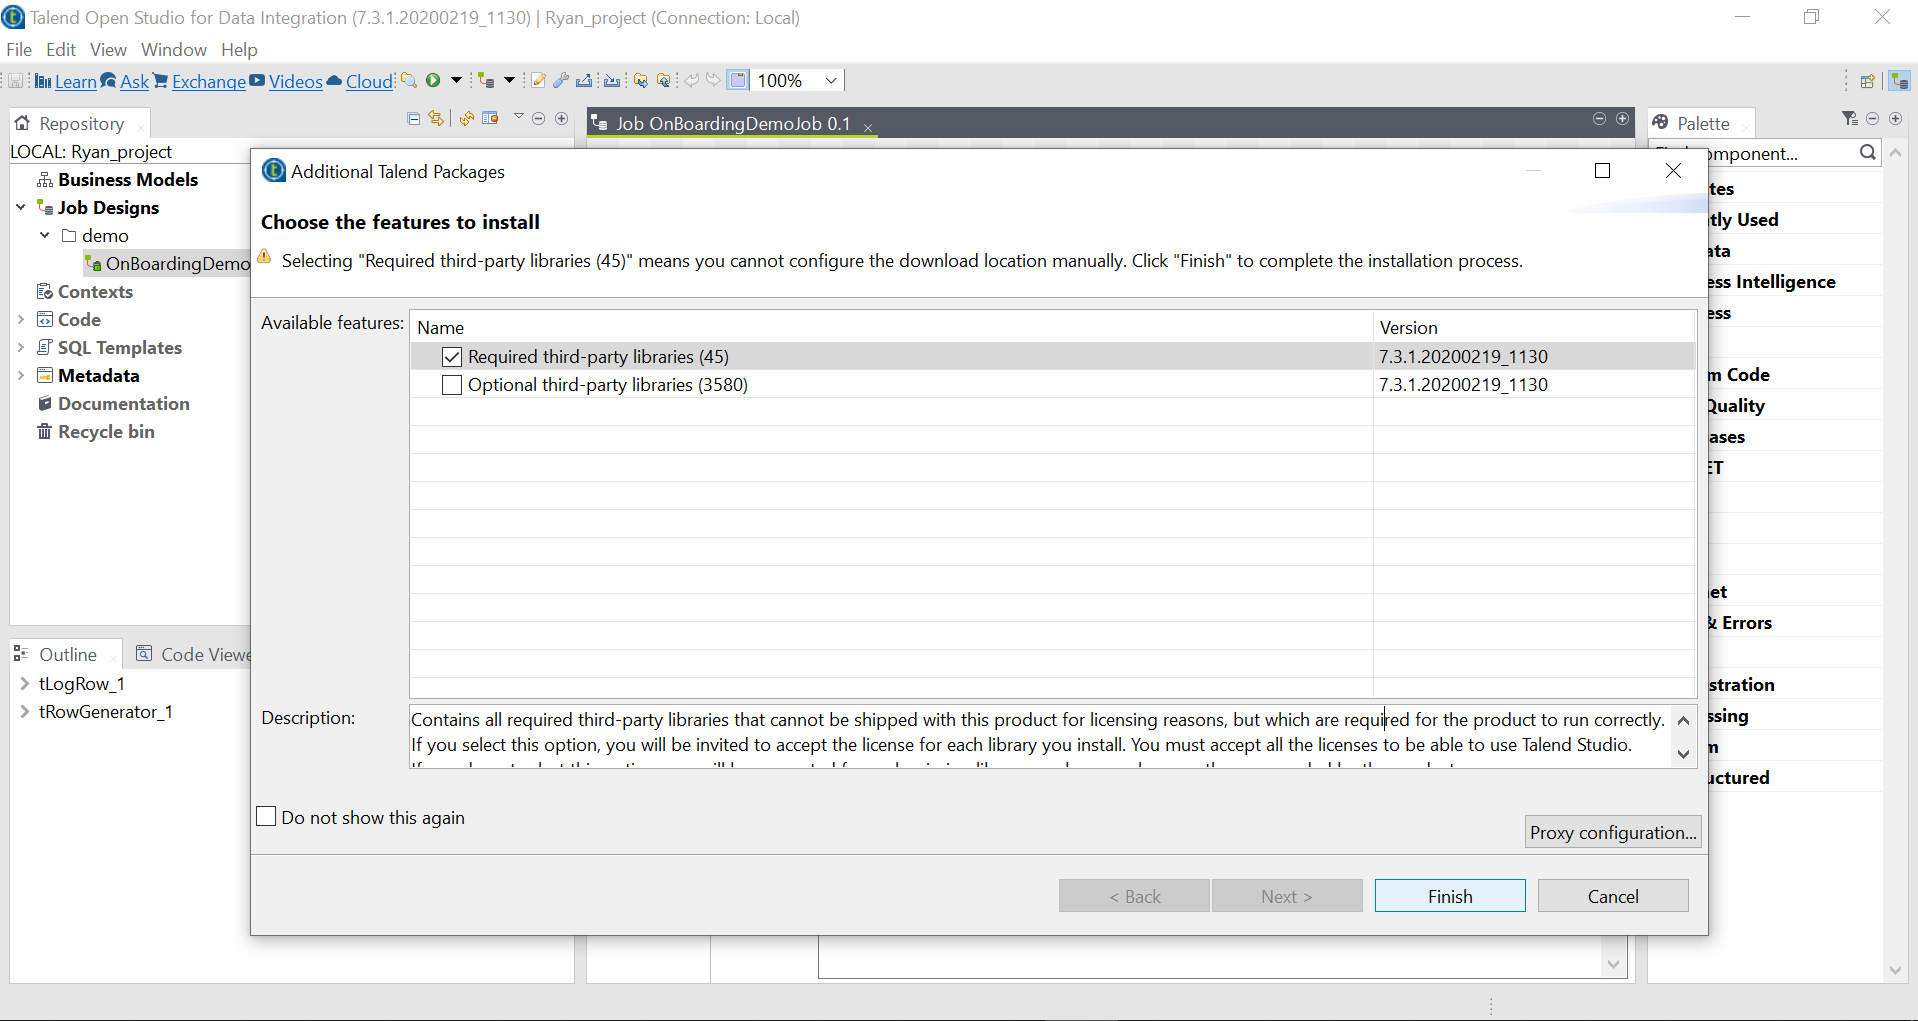 Talend Open Studio for Data Integration (7.3.1.20200219_1130) | Ryan_project (Connection: Local)
File Edit View Window Help
Learn Ask Exchange Videos Cloud 100%
Repository
Job OnBoardingDemoJob 0.1
Palette
LOCAL: Ryan_project
omponent...
Business Models
Job Designs
demo
OnBoardingDemo
Contexts
Code
SQL Templates
Metadata
Documentation
Recycle bin
Additional Talend Packages
Choose the features to install
Selecting "Required third-party libraries (45)" means you cannot configure the download location manually. Click "Finish" to complete the installation process.
Available features:
Name Version
Required third-party libraries (45) 7.3.1.20200219_1130
Optional third-party libraries (3580) 7.3.1.20200219_1130
Description:
Contains all required third-party libraries that cannot be shipped with this product for licensing reasons, but which are required for the product to run correctly.
If you select this option, you will be invited to accept the license for each library you install. You must accept all the licenses to be able to use Talend Studio.
Do not show this again
Proxy configuration...
< Back Next > Finish Cancel
Outline
Code Viewe
tLogRow_1
tRowGenerator_1
tes
tly Used
ata
ess Intelligence
ess
m Code
Quality
ases
ET
et
& Errors
stration
ssing
m
uctured